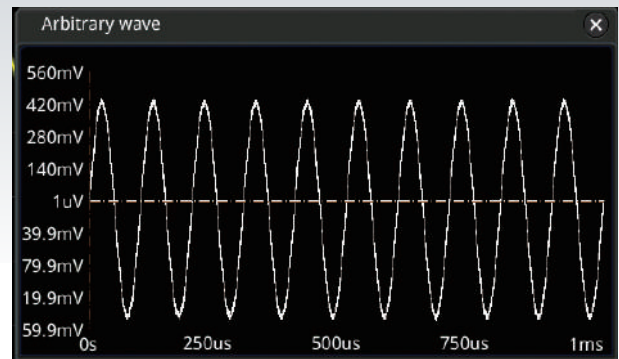 Arbitrary wave
560mV
420mV
280mV
140mV
1uV
39.9mV
79.9mV
19.9mV
59.9mV
0s 250us 500us 750us 1ms